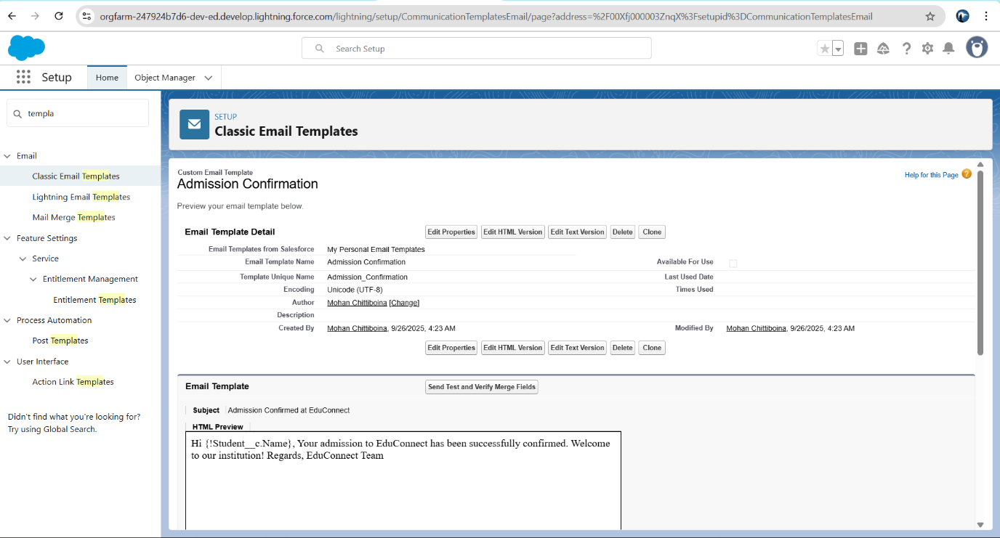 orgfarm-247924b7d6-dev-ed.develop.lightning.force.com/lightning/setup/CommunicationTemplatesEmail/page?address=%2F00Xfj000003ZnqX%3Fsetupid%3DCommunicationTemplatesEmail
Search Setup
Setup Home Object Manager
templa
Email
Classic Email Templates
Lightning Email Templates
Mail Merge Templates
Feature Settings
Service
Entitlement Management
Entitlement Templates
Process Automation
Post Templates
User Interface
Action Link Templates
Didn't find what you're looking for?
Try using Global Search.
SETUP
Classic Email Templates
Custom Email Template
Admission Confirmation
Help for this Page ?
Preview your email template below.
Email Template Detail Edit Properties Edit HTML Version Edit Text Version Delete Clone
Email Templates from Salesforce My Personal Email Templates
Email Template Name Admission Confirmation Available For Use
Template Unique Name Admission_Confirmation Last Used Date
Encoding Unicode (UTF-8) Times Used
Author Mohan Chittiboina [Change]
Description
Created By Mohan Chittiboina, 9/26/2025, 4:23 AM Modified By Mohan Chittiboina, 9/26/2025, 4:23 AM
Edit Properties Edit HTML Version Edit Text Version Delete Clone
Email Template Send Test and Verify Merge Fields
Subject Admission Confirmed at EduConnect
HTML Preview
Hi {!Student__c.Name}, Your admission to EduConnect has been successfully confirmed. Welcome
to our institution! Regards, EduConnect Team